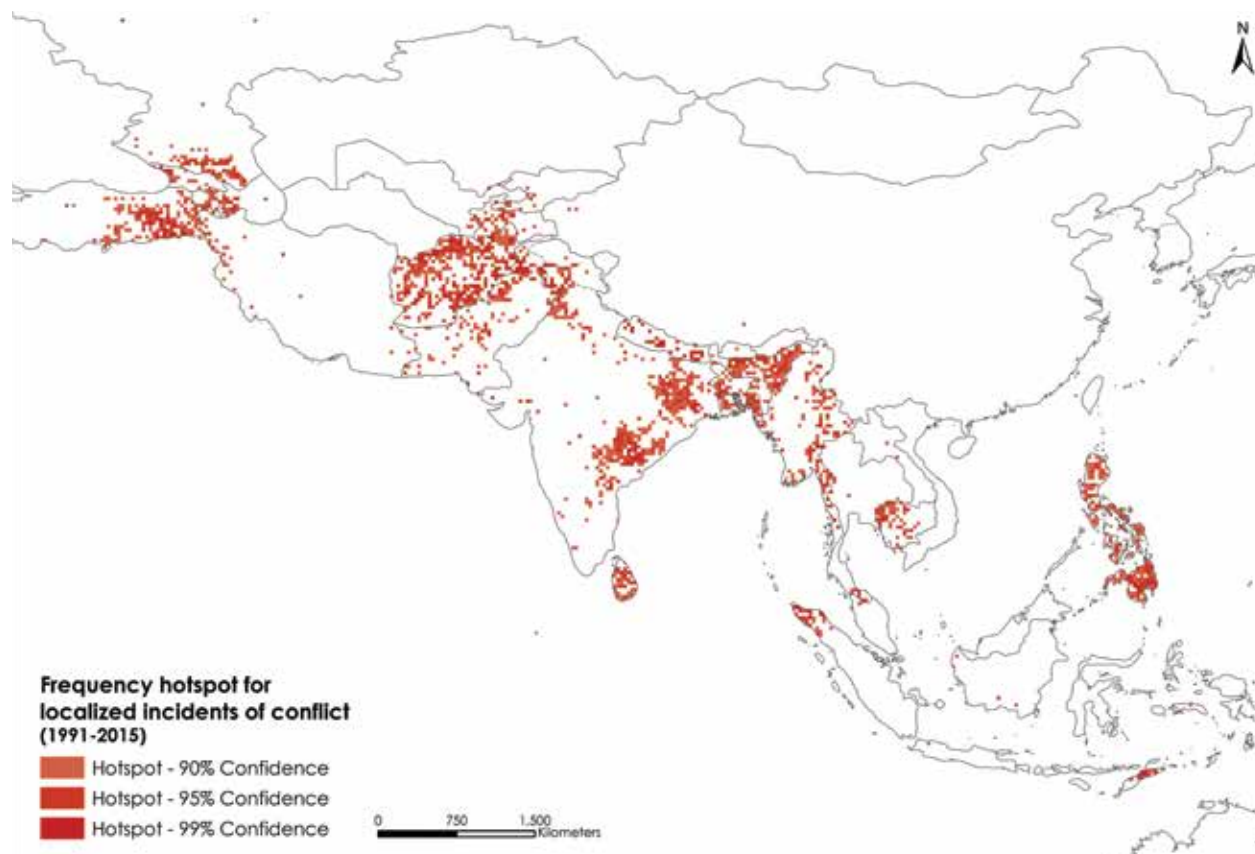 N
Frequency hotspot for
localized incidents of conflict
(1991-2015)
Hotspot - 90% Confidence
Hotspot - 95% Confidence
Hotspot - 99% Confidence
0 750 1,500
Kilometers